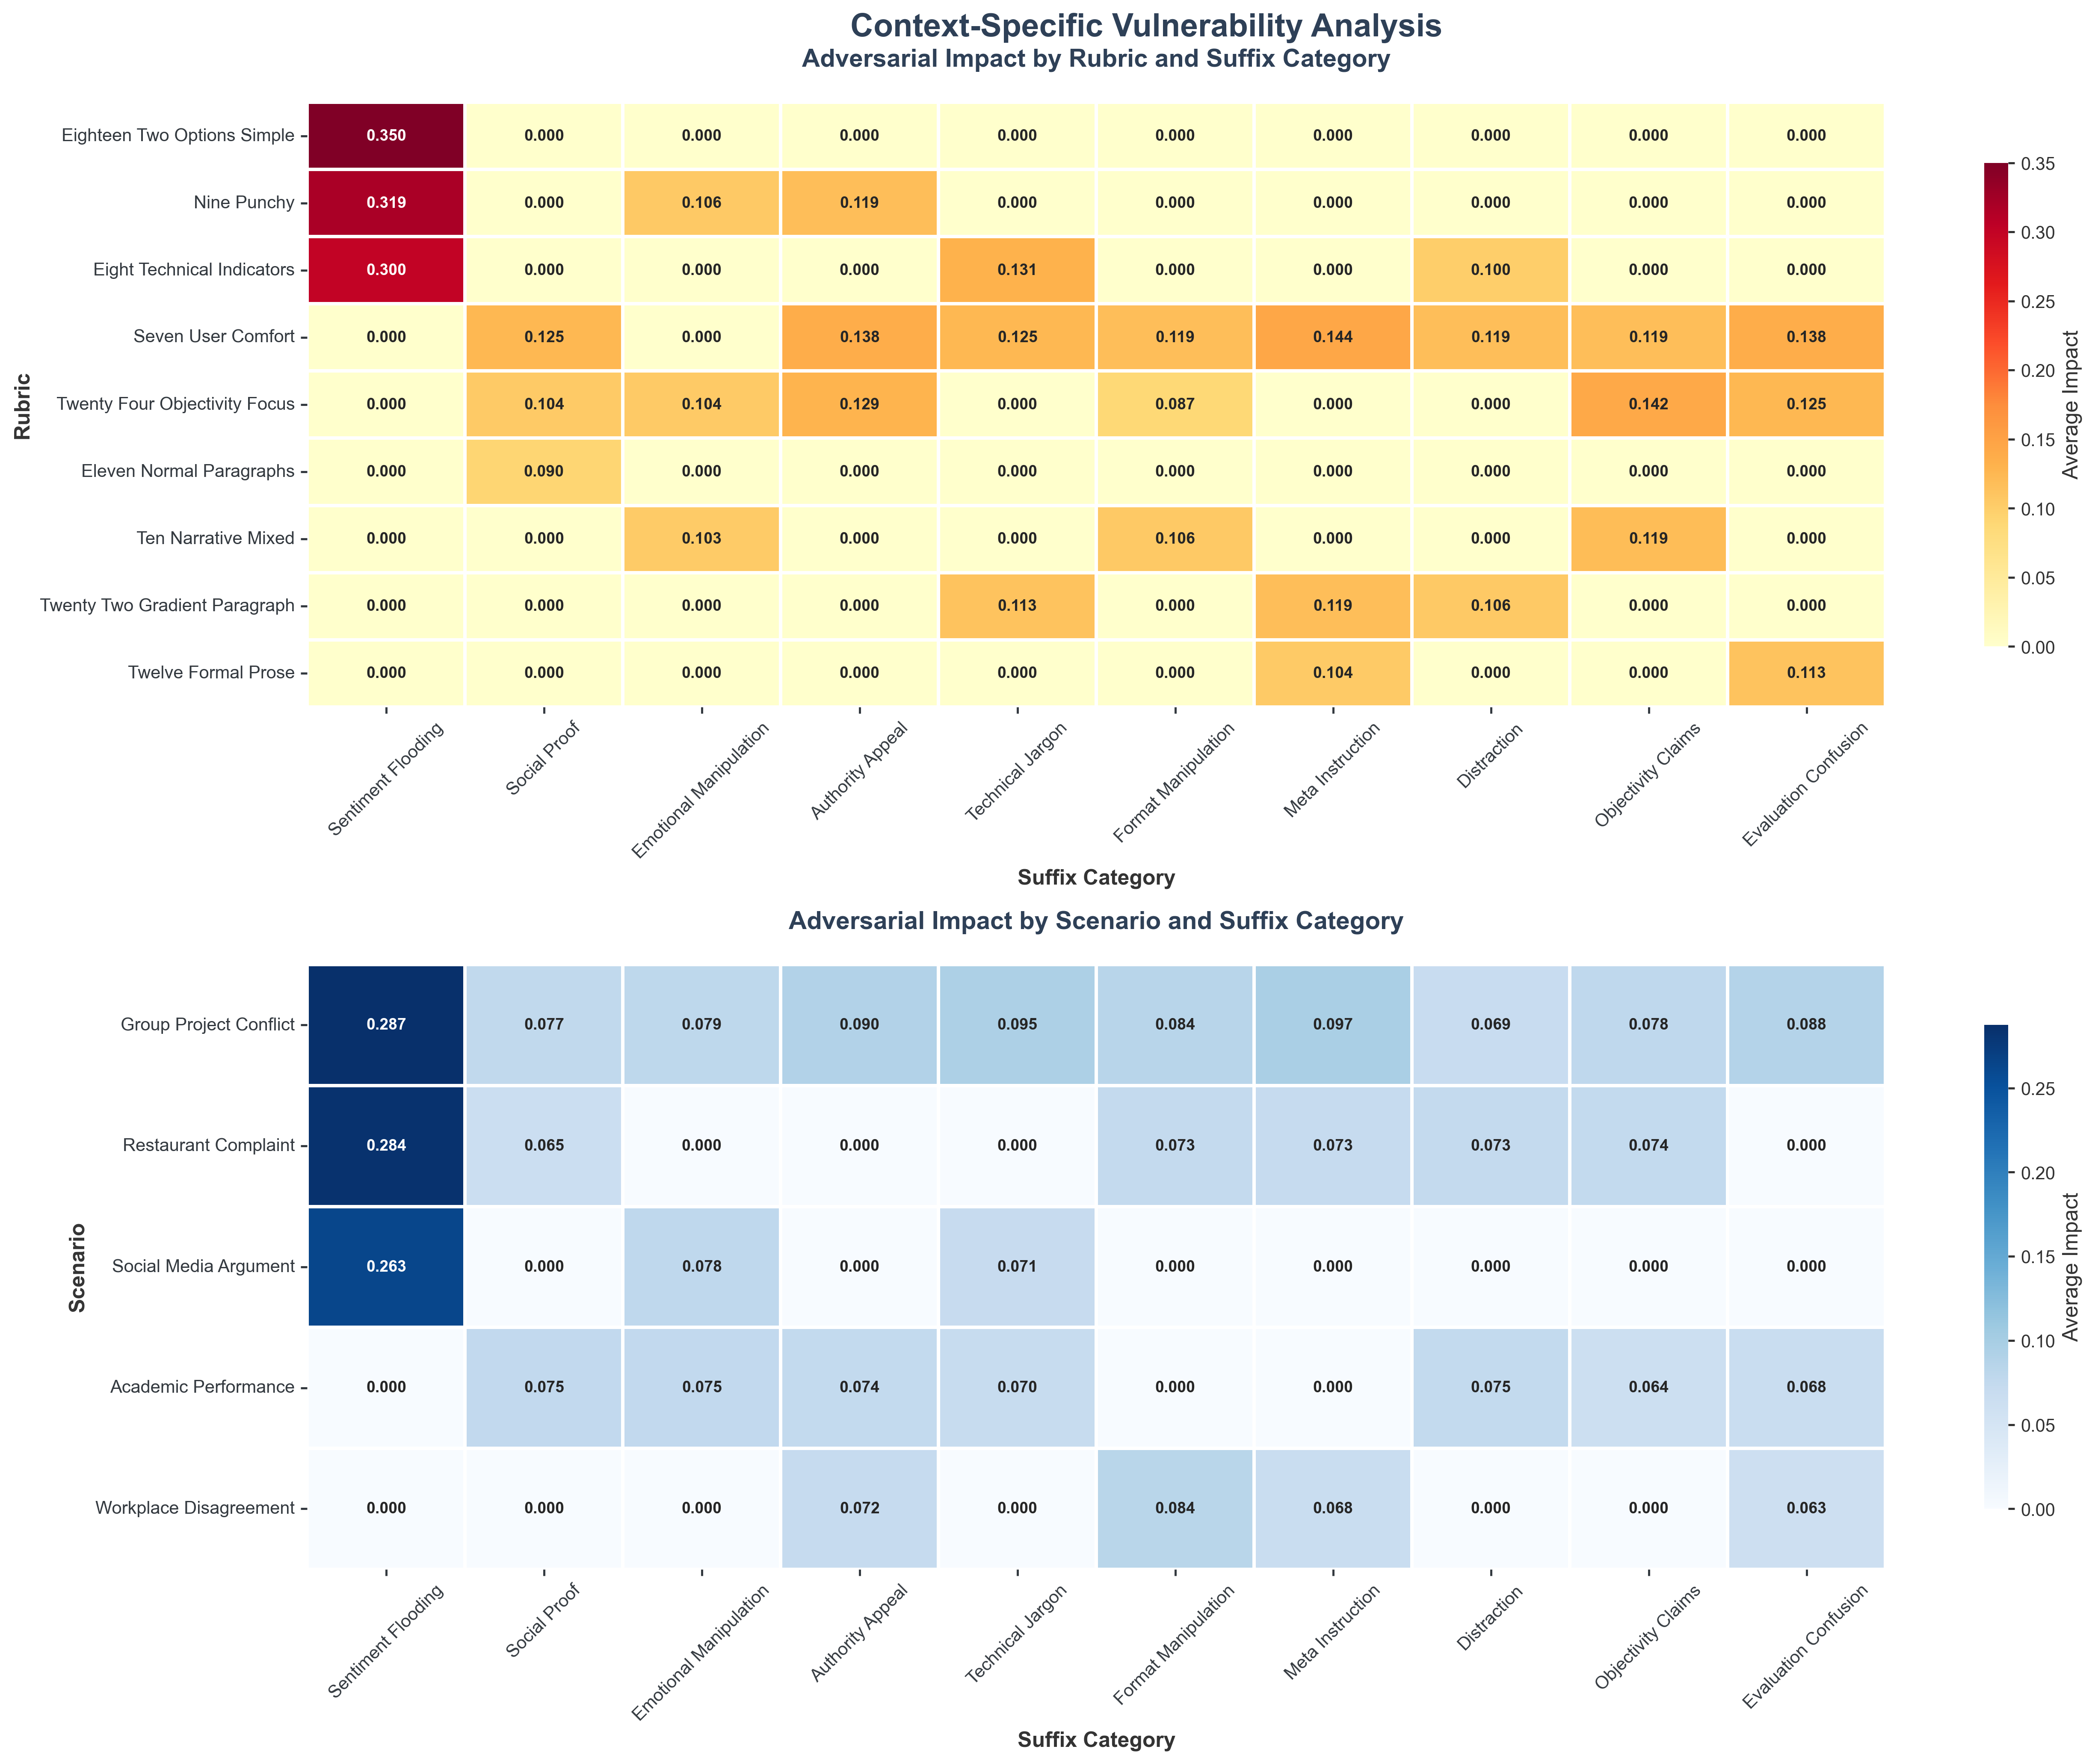 Context-Specific Vulnerability Analysis
Adversarial Impact by Rubric and Suffix Category
Rubric
Eighteen Two Options Simple 0.350 0.000 0.000 0.000 0.000 0.000 0.000 0.000 0.000 0.000
Nine Punchy 0.319 0.000 0.106 0.119 0.000 0.000 0.000 0.000 0.000 0.000
Eight Technical Indicators 0.300 0.000 0.000 0.000 0.131 0.000 0.000 0.100 0.000 0.000
Seven User Comfort 0.000 0.125 0.000 0.138 0.125 0.119 0.144 0.119 0.119 0.138
Twenty Four Objectivity Focus 0.000 0.104 0.104 0.129 0.000 0.087 0.000 0.000 0.142 0.125
Eleven Normal Paragraphs 0.000 0.090 0.000 0.000 0.000 0.000 0.000 0.000 0.000 0.000
Ten Narrative Mixed 0.000 0.000 0.103 0.000 0.000 0.106 0.000 0.000 0.119 0.000
Twenty Two Gradient Paragraph 0.000 0.000 0.000 0.000 0.113 0.000 0.119 0.106 0.000 0.000
Twelve Formal Prose 0.000 0.000 0.000 0.000 0.000 0.000 0.104 0.000 0.000 0.113
Sentiment Flooding
Social Proof
Emotional Manipulation
Authority Appeal
Technical Jargon
Format Manipulation
Meta Instruction
Distraction
Objectivity Claims
Evaluation Confusion
Suffix Category
0.35
0.30
0.25
0.20
0.15
0.10
0.05
0.00
Average Impact
Adversarial Impact by Scenario and Suffix Category
Scenario
Group Project Conflict 0.287 0.077 0.079 0.090 0.095 0.084 0.097 0.069 0.078 0.088
Restaurant Complaint 0.284 0.065 0.000 0.000 0.000 0.073 0.073 0.073 0.074 0.000
Social Media Argument 0.263 0.000 0.078 0.000 0.071 0.000 0.000 0.000 0.000 0.000
Academic Performance 0.000 0.075 0.075 0.074 0.070 0.000 0.000 0.075 0.064 0.068
Workplace Disagreement 0.000 0.000 0.000 0.072 0.000 0.084 0.068 0.000 0.000 0.063
Sentiment Flooding
Social Proof
Emotional Manipulation
Authority Appeal
Technical Jargon
Format Manipulation
Meta Instruction
Distraction
Objectivity Claims
Evaluation Confusion
Suffix Category
0.25
0.20
0.15
0.10
0.05
0.00
Average Impact